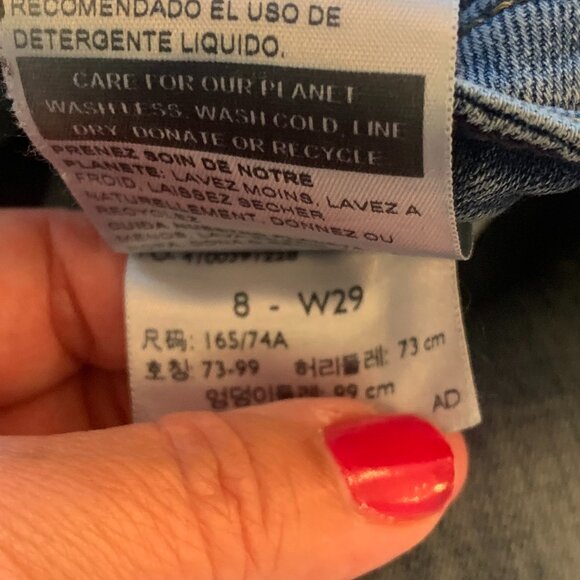 RECOMENDADO EL USO DE
DETERGENTE LIQUIDO.
CARE FOR OUR PLANET
WASH LESS, WASH COLD, LINE
DRY, DONATE OR RECYCLE
PRENEZ SOIN DE NOTRE
PLANÈTE: LAVEZ MOINS, LAVEZ A
FROID, LAISSEZ SECHER
NATURELLEMENT, DONNEZ OU
RECYCLEZ
8 - W29
尺码: 165/74A
호칭: 73-99 허리둘레: 73 cm
엉덩이둘레: 99 cm
AD